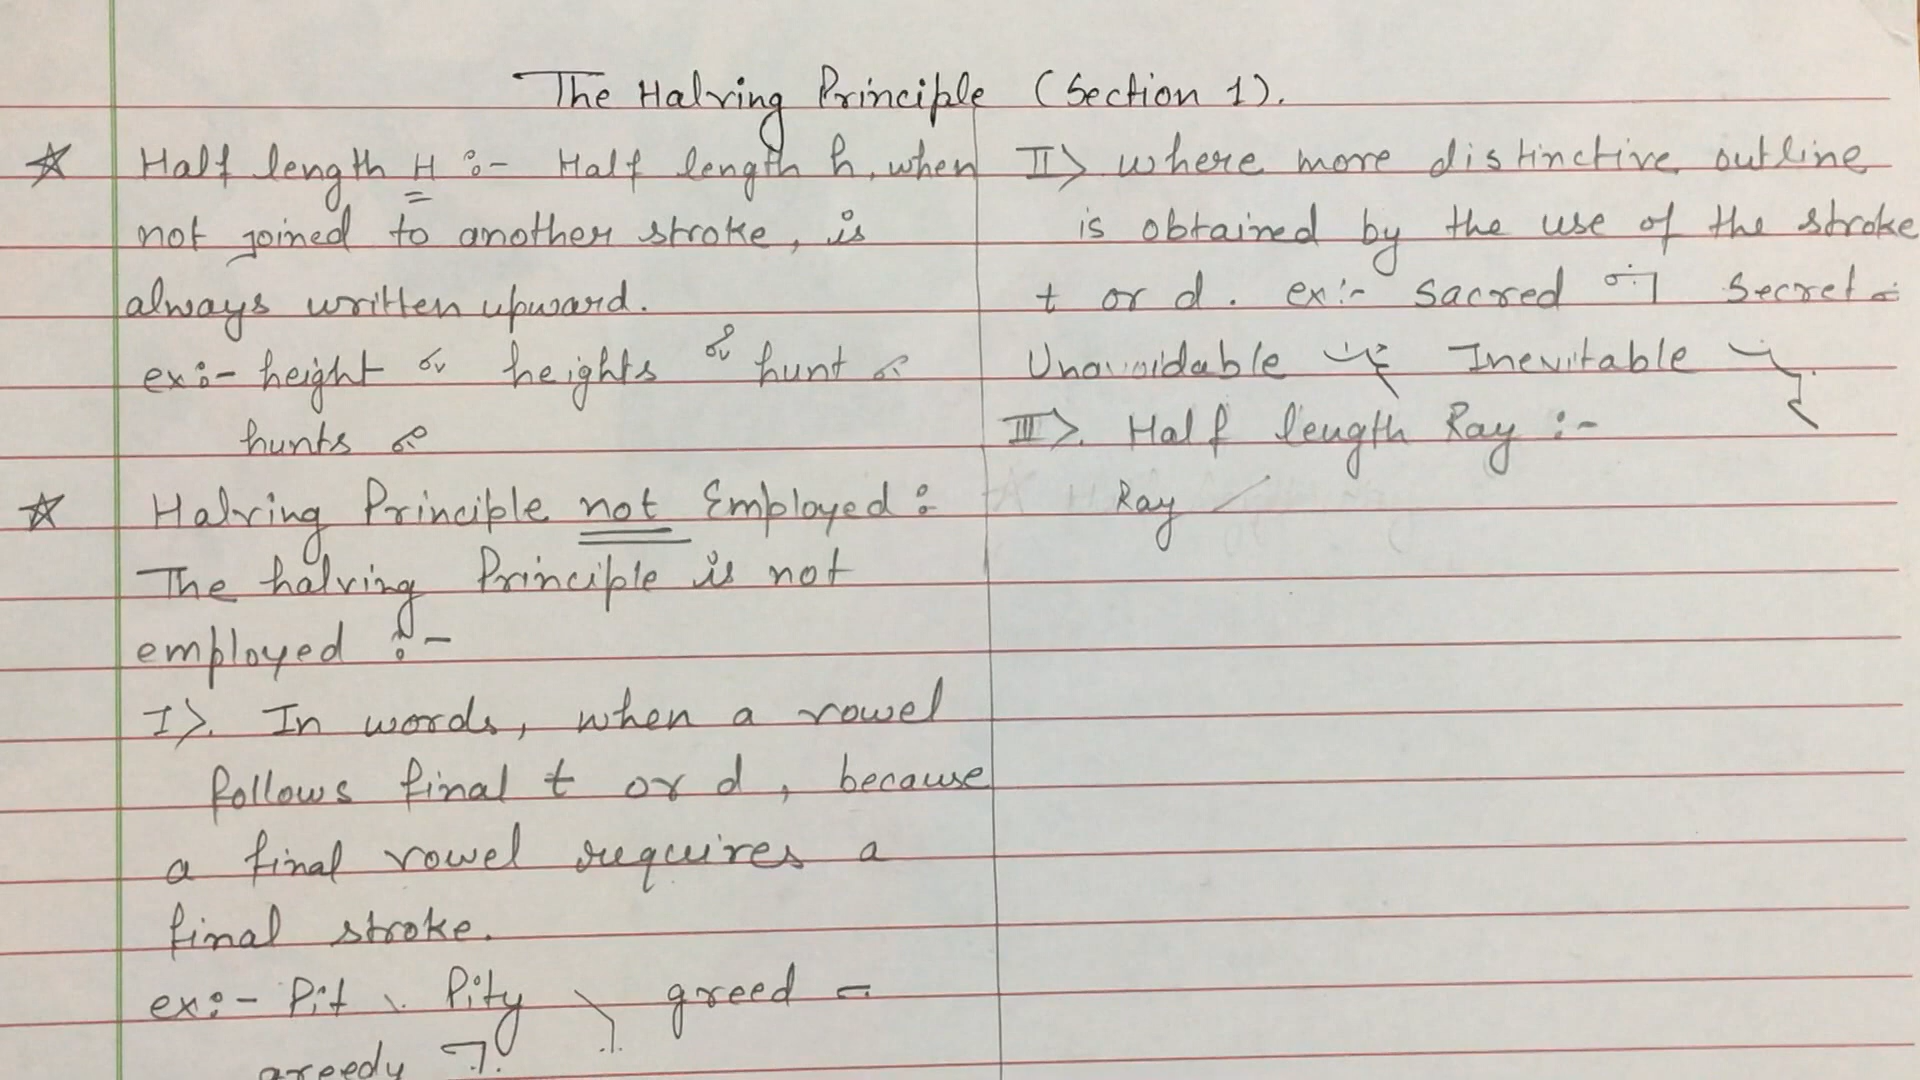 The Halving Principle (Section 1).
☆ Half length H :- Half length h, when
not joined to another stroke, is
always written upward.
ex:- height heights hunt
hunts
☆ Halving Principle not Employed :
The halving Principle is not
employed :-
I>. In words, when a vowel
follows final t or d, because
a final vowel requires a
final stroke.
ex:- Pit Pity greed
greedy
II> where more distinctive outline
is obtained by the use of the stroke
t or d. ex:- Sacred Secret
Unavoidable Inevitable
III>. Half length Ray :-
Ray